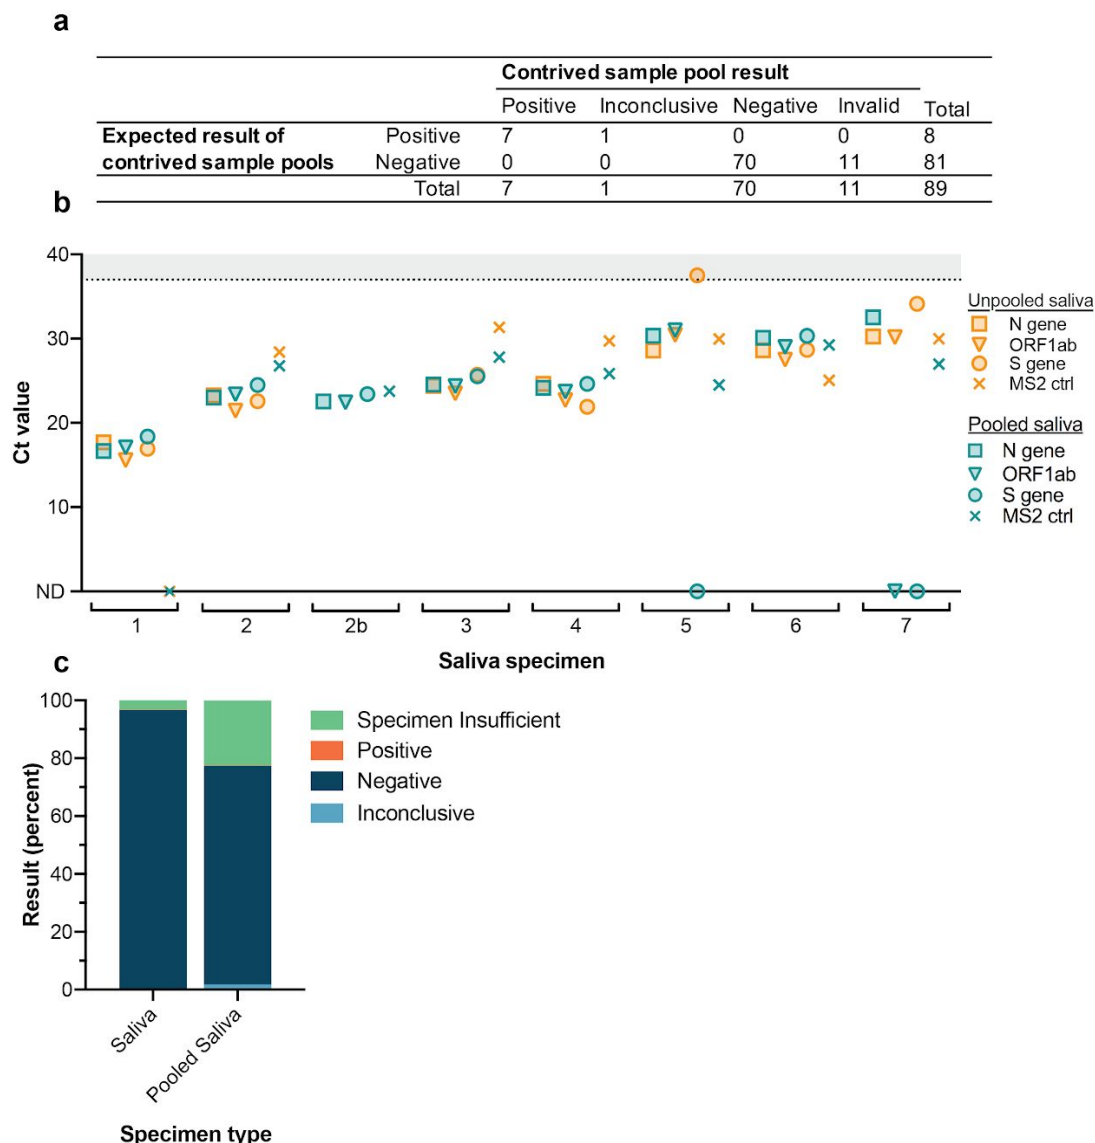 a
Contrived sample pool result
Positive Inconclusive Negative Invalid Total
Expected result of Positive 7 1 0 0 8
contrived sample pools Negative 0 0 70 11 81
Total 7 1 70 11 89
b
40
30
20
10
ND
Ct value
1 2 2b 3 4 5 6 7
Saliva specimen
Unpooled saliva
N gene
ORF1ab
S gene
MS2 ctrl
Pooled saliva
N gene
ORF1ab
S gene
MS2 ctrl
c
100
80
60
40
20
0
Result (percent)
Saliva
Pooled Saliva
Specimen type
Specimen Insufficient
Positive
Negative
Inconclusive